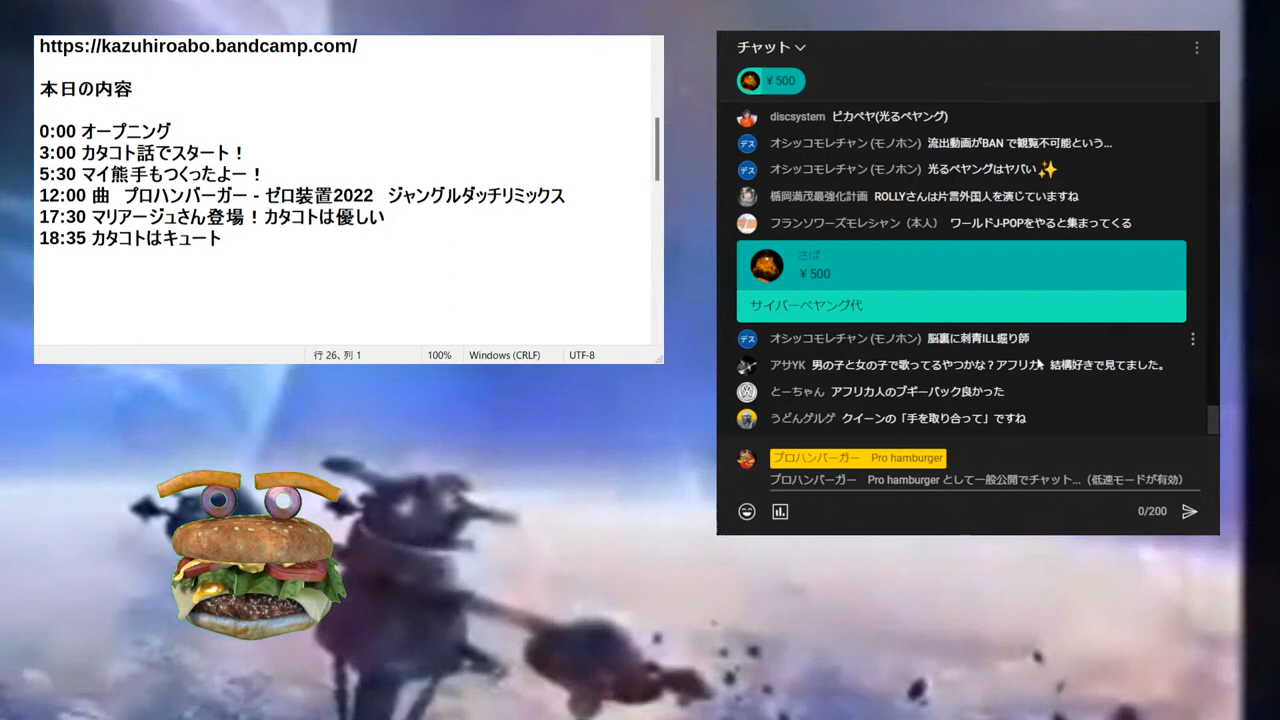 https://kazuhiroabo.bandcamp.com/
本日の内容
0:00 オープニング
3:00 カタコト話でスタート！
5:30 マイ熊手もつくったよー！
12:00 曲　プロハンバーガー - ゼロ装置2022　ジャングルダッチリミックス
17:30 マリアージュさん登場！カタコトは優しい
18:35 カタコトはキュート
行 26、列 1 100% Windows (CRLF) UTF-8
チャット
¥ 500
discsystem ピカペヤ(光るペヤング)
オシッコモレチャン (モノホン) 流出動画がBAN で観覧不可能という...
オシッコモレチャン (モノホン) 光るペヤングはヤバい✨
楯岡満茂最強化計画 ROLLYさんは片言外国人を演じていますね
フランソワーズモレシャン（本人） ワールドJ-POPをやると集まってくる
さば
¥ 500
サイバーペヤング代
オシッコモレチャン (モノホン) 脳裏に刺青ILL掘り師
アサYK 男の子と女の子で歌ってるやつかな？アフリカ 結構好きで見てました。
とーちゃん アフリカ人のブギーバック良かった
うどんゲルゲ クイーンの「手を取り合って」ですね
プロハンバーガー　Pro hamburger
プロハンバーガー　Pro hamburger として一般公開でチャット...（低速モードが有効）
0/200